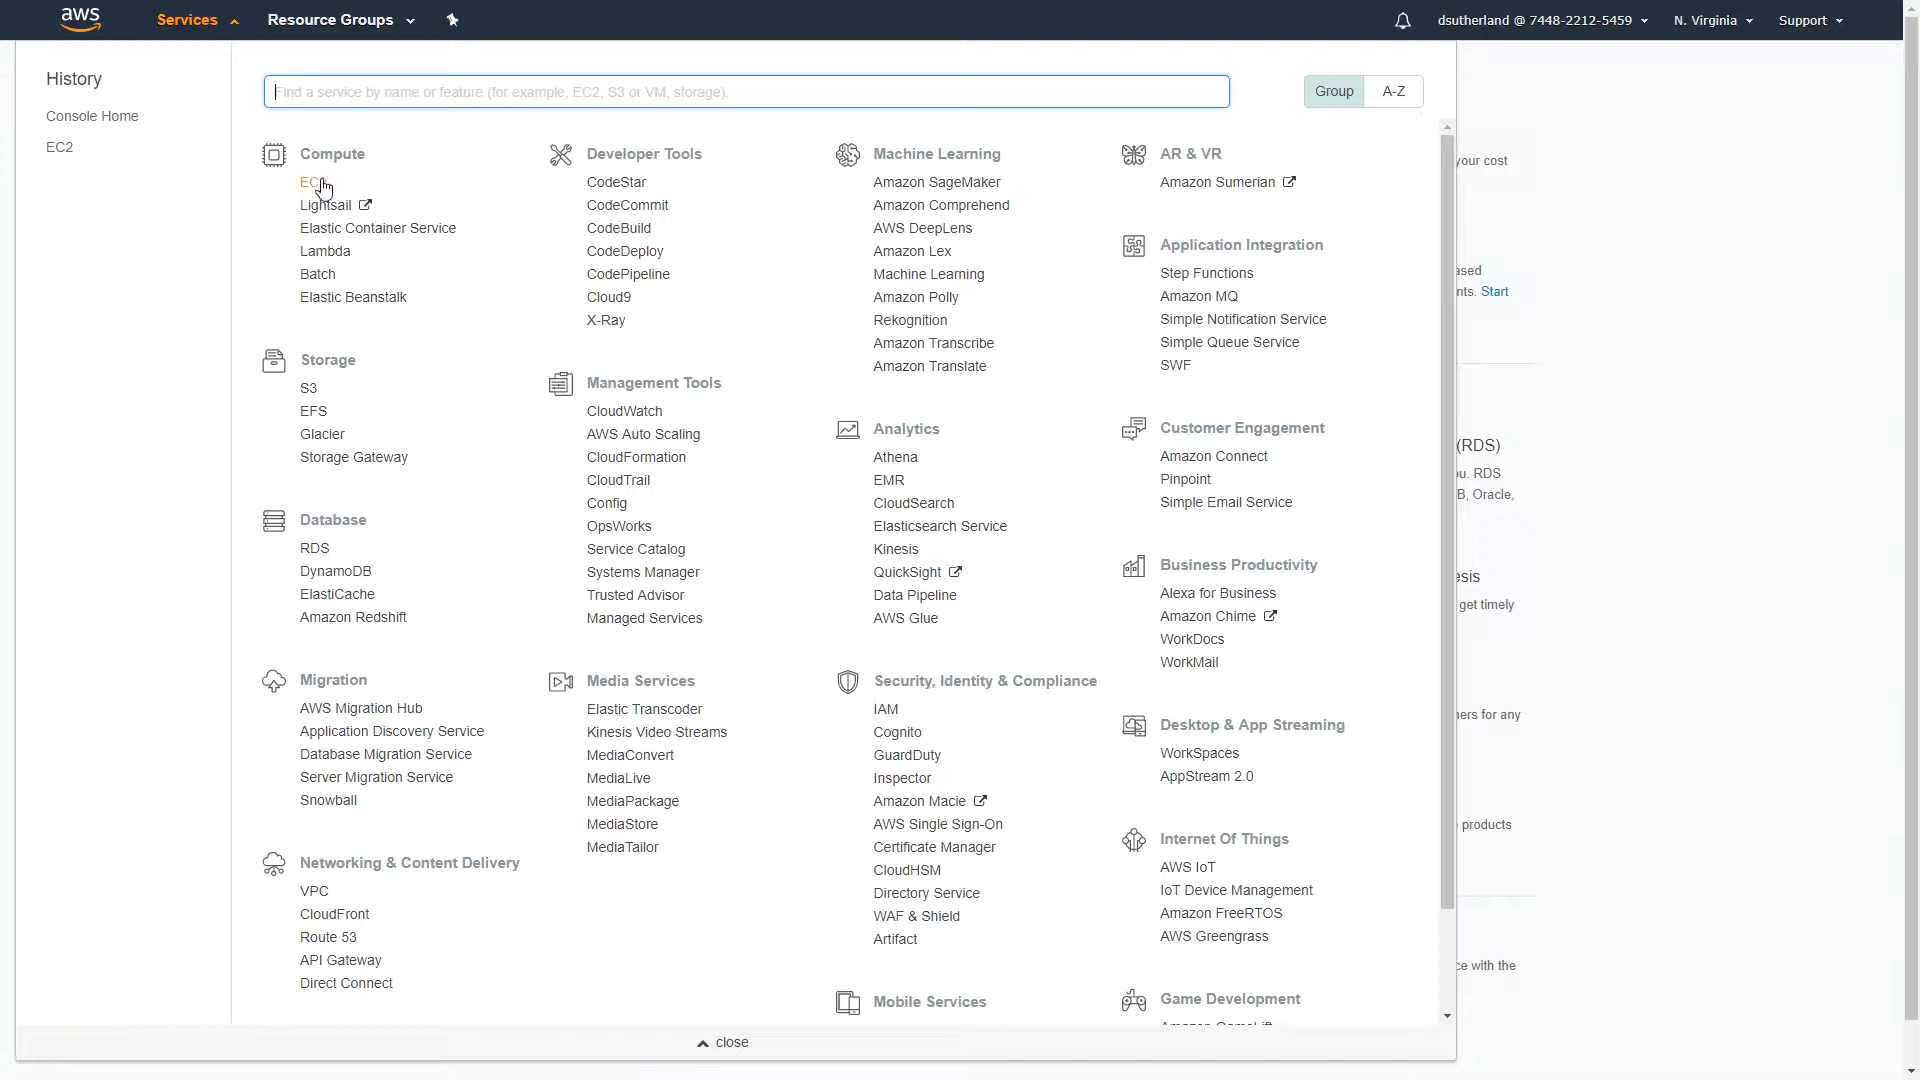 aws
Services
Resource Groups
dsutherland @ 7448-2212-5459
N. Virginia
Support
History
Console Home
EC2
Find a service by name or feature (for example, EC2, S3 or VM, storage).
Group
A-Z
Compute
Lightsail
Elastic Container Service
Lambda
Batch
Elastic Beanstalk
Storage
S3
EFS
Glacier
Storage Gateway
Database
RDS
DynamoDB
ElastiCache
Amazon Redshift
Migration
AWS Migration Hub
Application Discovery Service
Database Migration Service
Server Migration Service
Snowball
Networking & Content Delivery
VPC
CloudFront
Route 53
API Gateway
Direct Connect
Developer Tools
CodeStar
CodeCommit
CodeBuild
CodeDeploy
CodePipeline
Cloud9
X-Ray
Management Tools
CloudWatch
AWS Auto Scaling
CloudFormation
CloudTrail
Config
OpsWorks
Service Catalog
Systems Manager
Trusted Advisor
Managed Services
Media Services
Elastic Transcoder
Kinesis Video Streams
MediaConvert
MediaLive
MediaPackage
MediaStore
MediaTailor
Machine Learning
Amazon SageMaker
Amazon Comprehend
AWS DeepLens
Amazon Lex
Machine Learning
Amazon Polly
Rekognition
Amazon Transcribe
Amazon Translate
Analytics
Athena
EMR
CloudSearch
Elasticsearch Service
Kinesis
QuickSight
Data Pipeline
AWS Glue
Security, Identity & Compliance
IAM
Cognito
GuardDuty
Inspector
Amazon Macie
AWS Single Sign-On
Certificate Manager
CloudHSM
Directory Service
WAF & Shield
Artifact
Mobile Services
AR & VR
Amazon Sumerian
Application Integration
Step Functions
Amazon MQ
Simple Notification Service
Simple Queue Service
SWF
Customer Engagement
Amazon Connect
Pinpoint
Simple Email Service
Business Productivity
Alexa for Business
Amazon Chime
WorkDocs
WorkMail
Desktop & App Streaming
WorkSpaces
AppStream 2.0
Internet Of Things
AWS IoT
IoT Device Management
Amazon FreeRTOS
AWS Greengrass
Game Development
your cost
nts. Start
(RDS)
RDS
B, Oracle,
get timely
for any
products
with the
close